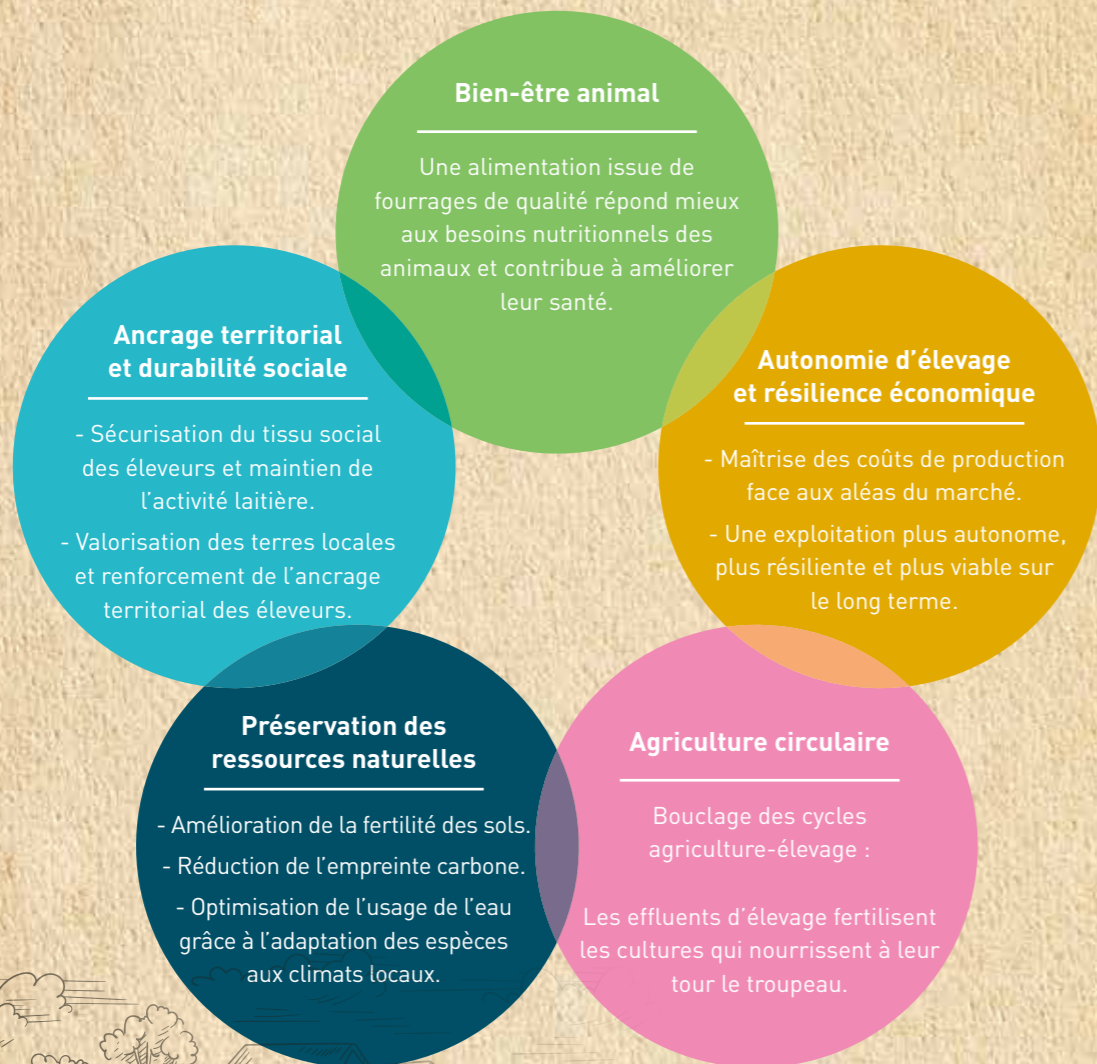 Bien-être animal
Une alimentation issue de
fourrages de qualité répond mieux
aux besoins nutritionnels des
animaux et contribue à améliorer
leur santé.
Ancrage territorial
et durabilité sociale
- Sécurisation du tissu social
des éleveurs et maintien de
l’activité laitière.
- Valorisation des terres locales
et renforcement de l’ancrage
territorial des éleveurs.
Autonomie d’élevage
et résilience économique
- Maîtrise des coûts de production
face aux aléas du marché.
- Une exploitation plus autonome,
plus résiliente et plus viable sur
le long terme.
Préservation des
ressources naturelles
- Amélioration de la fertilité des sols.
- Réduction de l’empreinte carbone.
- Optimisation de l’usage de l’eau
grâce à l’adaptation des espèces
aux climats locaux.
Agriculture circulaire
Bouclage des cycles
agriculture-élevage :
Les effluents d’élevage fertilisent
les cultures qui nourrissent à leur
tour le troupeau.